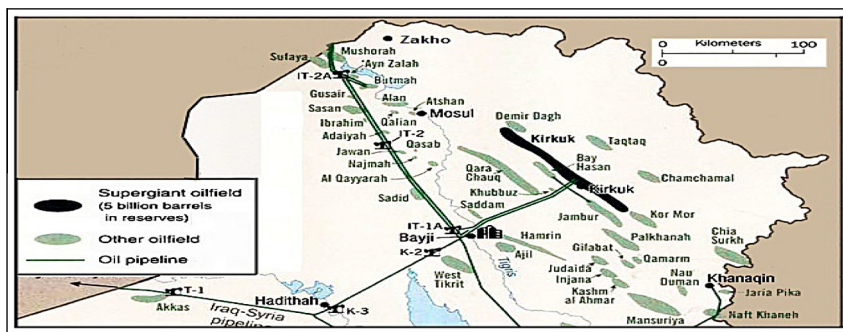 Zakho
Kilometers
0 100
0
Sufaya
Mushorah
Ayn Zalah
IT-2A
Butmah
Gusair
Alan
Atshan
Sasan
Mosul
Ibrahim
Qalian
Demir Dagh
Adaiyah
IT-2
Kirkuk
Taqtaq
Jawan
Qasab
Bay
Hasan
Najmah
Qara
Chauq
Chamchamal
Al Qayyarah
Khubbuz
Kirkuk
Supergiant oilfield
(5 billion barrels
in reserves)
Sadid
Saddam
Jambur
Kor Mor
Other oilfield
IT-1A
Bayji
Hamrin
Palkhanah
Chia
Surkh
Oil pipeline
K-2
Ajil
Gilabat
Qamarm
Tigris
Judaida
Injana
Nau
Duman
Khanaqin
T-1
West
Tikrit
Kashm
al Ahmar
Jaria Pika
Hadithah
K-3
Akkas
Iraq-Syria
pipeline
Mansuriya
Naft Khaneh